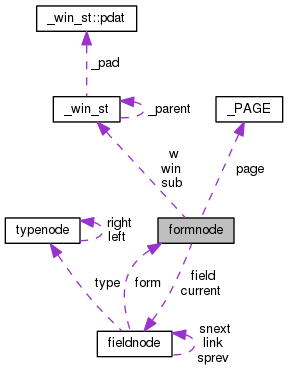 _win_st::pdat
_pad
_win_st
_parent
_PAGE
w
win
sub
page
typenode
right
left
formnode
type
form
field
current
fieldnode
snext
link
sprev